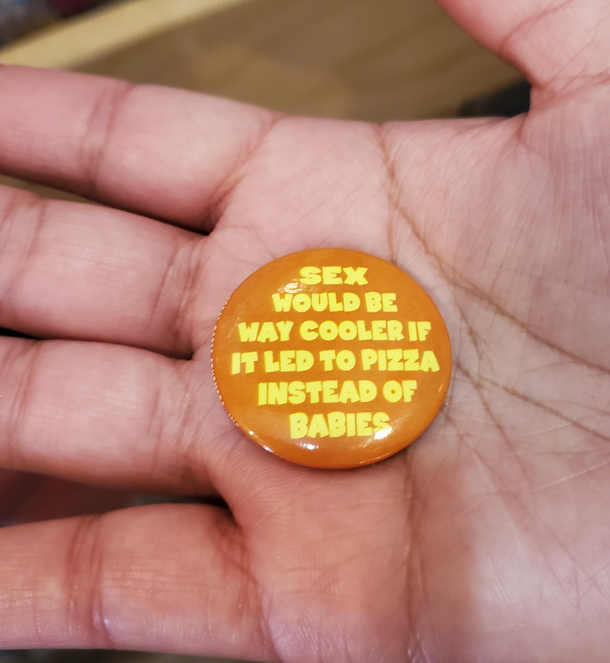 SEX
WOULD BE
WAY COOLER IF
IT LED TO PIZZA
INSTEAD OF
BABIES